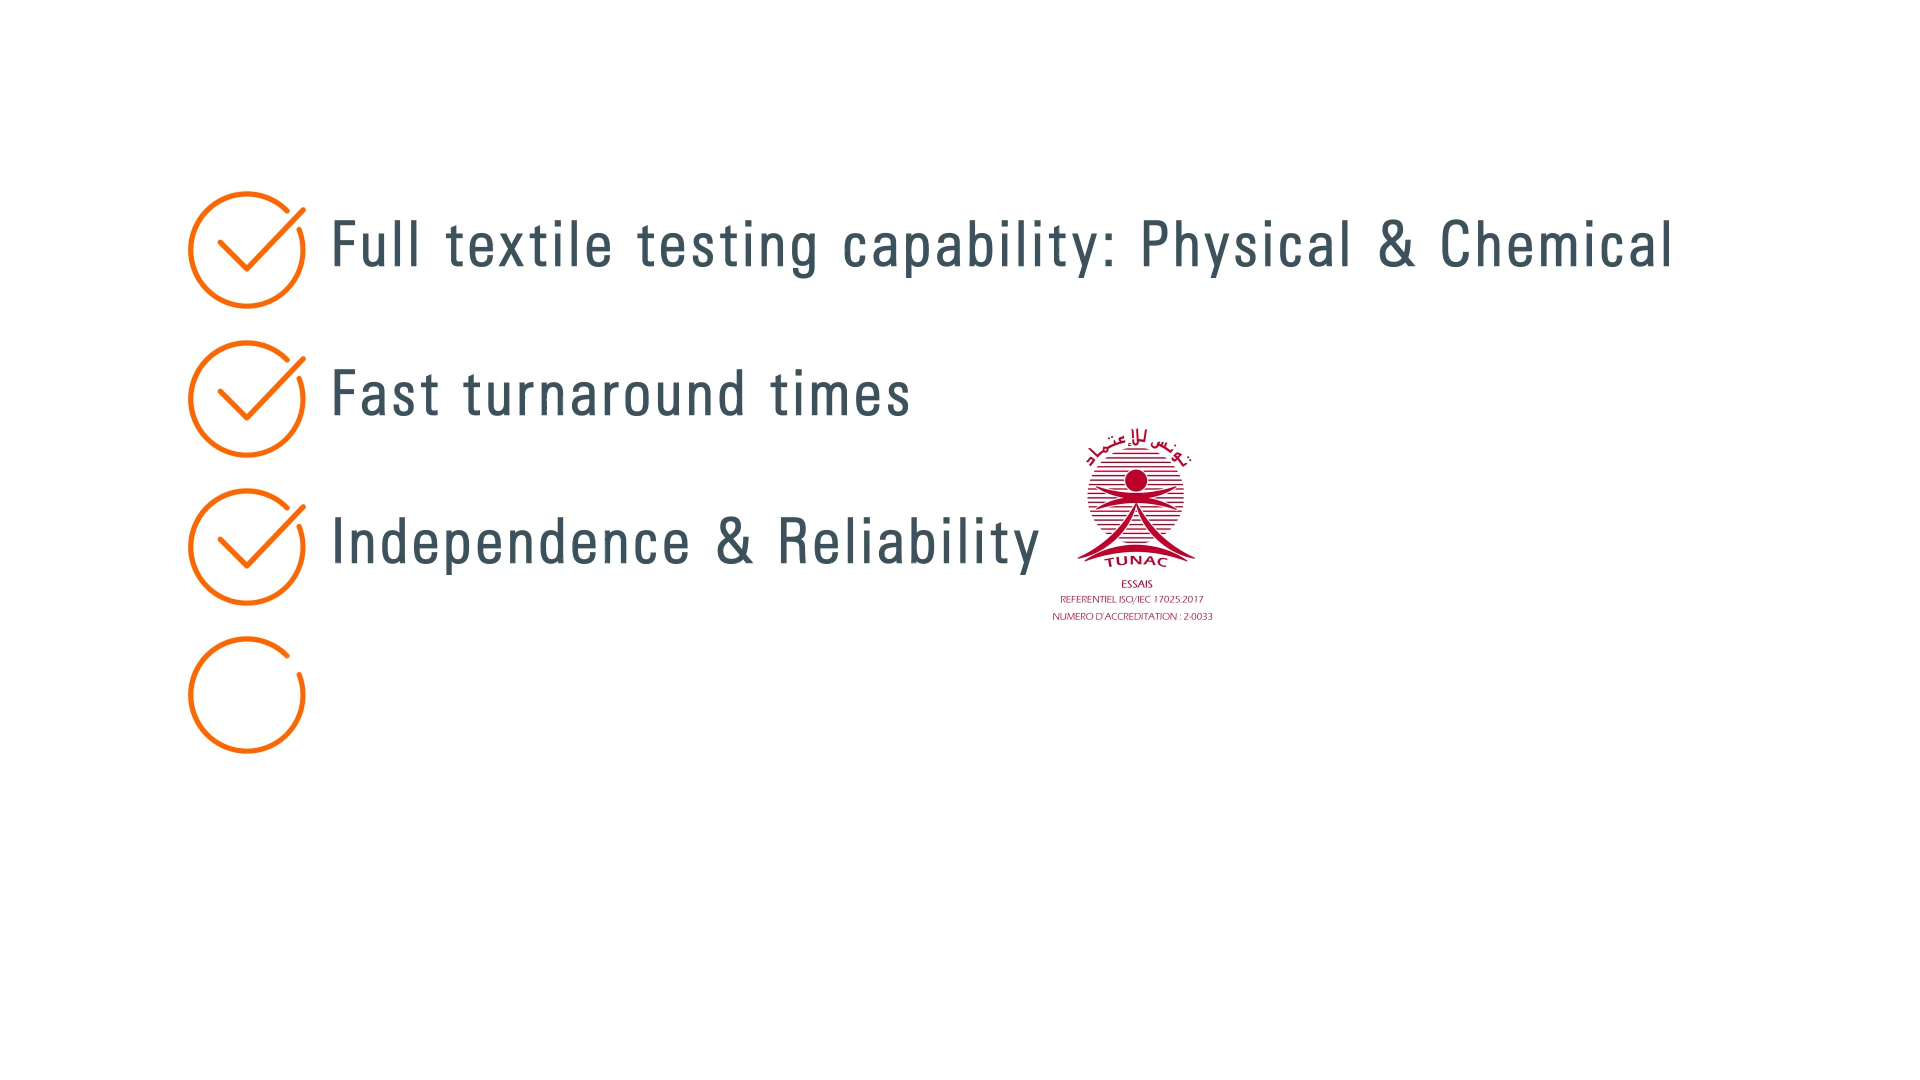 Full textile testing capability: Physical & Chemical
Fast turnaround times
Independence & Reliability
تونس للإعتماد
TUNAC
ESSAIS
REFERENTIEL ISO/IEC 17025:2017
NUMERO D'ACCREDITATION : 2-0033